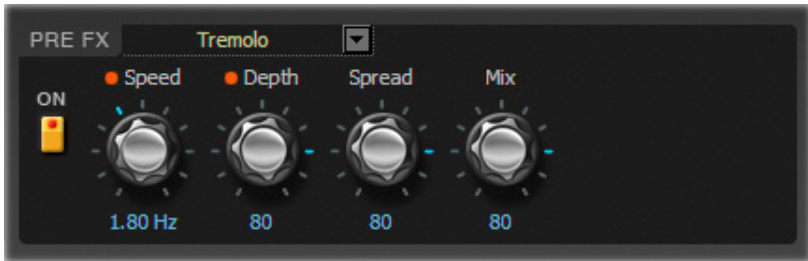 PRE FX Tremolo
ON Speed Depth Spread Mix
1.80 Hz 80 80 80